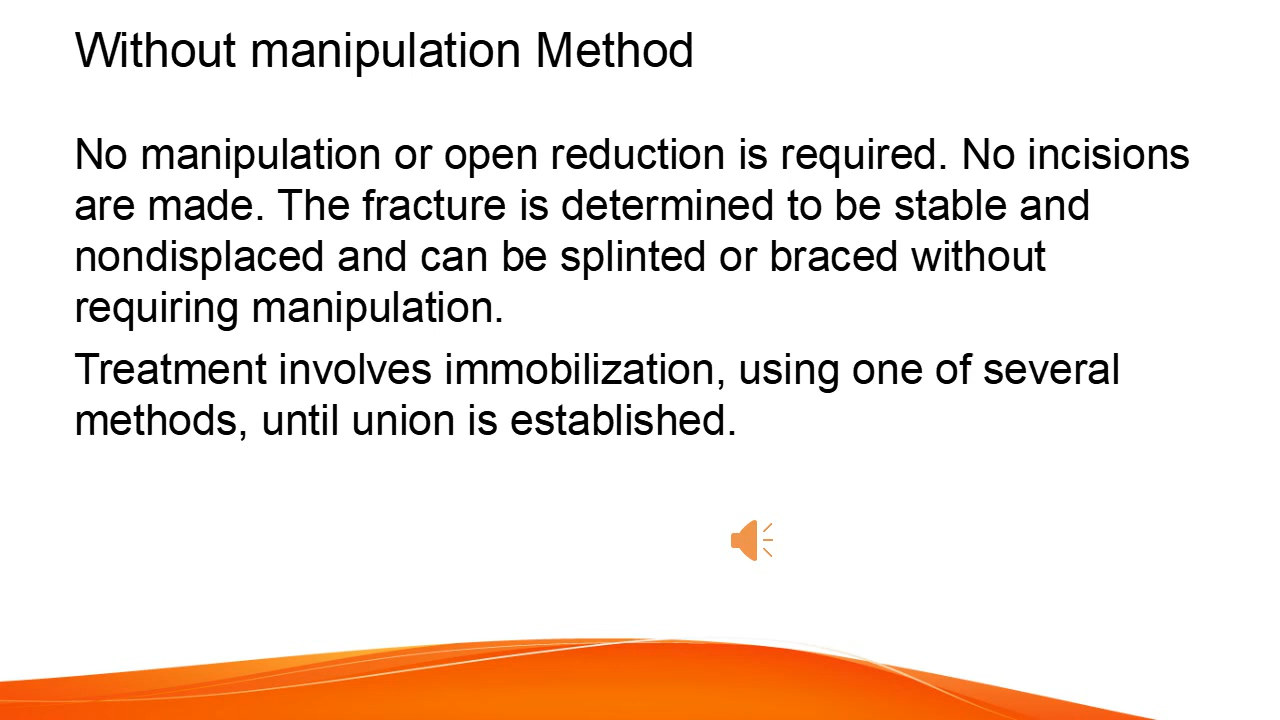 Without manipulation Method
No manipulation or open reduction is required. No incisions
are made. The fracture is determined to be stable and
nondisplaced and can be splinted or braced without
requiring manipulation.
Treatment involves immobilization, using one of several
methods, until union is established.